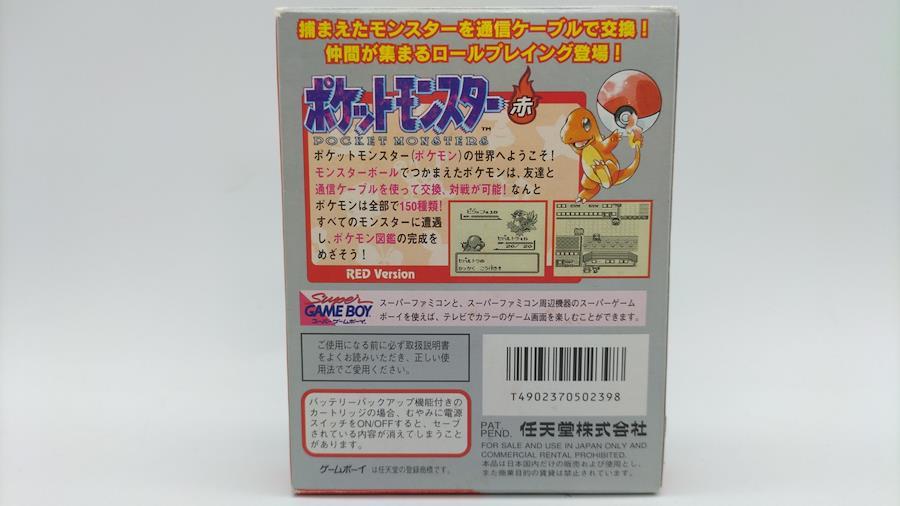 捕まえたモンスターを通信ケーブルで交換!
仲間が集まるロールプレイング登場!
ポケットモンスター 赤
POCKET MONSTERS TM
ポケットモンスター(ポケモン)の世界へようこそ!
モンスターボールでつかまえたポケモンは、友達と
通信ケーブルを使って交換、対戦が可能!なんと
ポケモンは全部で150種類!
すべてのモンスターに遭遇
し、ポケモン図鑑の完成を
めざそう!
RED Version
20/20
Super
GAME BOY
スーパーゲームボーイ
スーパーファミコンと、スーパーファミコン周辺機器のスーパーゲーム
ボーイを使えば、テレビでカラーのゲーム画面を楽しむことができます。
ご使用になる前に必ず取扱説明書
をよくお読みいただき、正しい使
用法でご愛用ください。
T4902370502398
バッテリーバックアップ機能付きの
カートリッジの場合、むやみに電源
スイッチをON/OFFすると、セーブ
されている内容が消えてしまうこと
があります。
PAT.
PEND. 任天堂株式会社
FOR SALE AND USE IN JAPAN ONLY AND
COMMERCIAL RENTAL PROHIBITED.
本品は日本国内だけの販売および使用とし、
また商業目的の賃貸は禁止されています。
ゲームボーイ は任天堂の登録商標です。